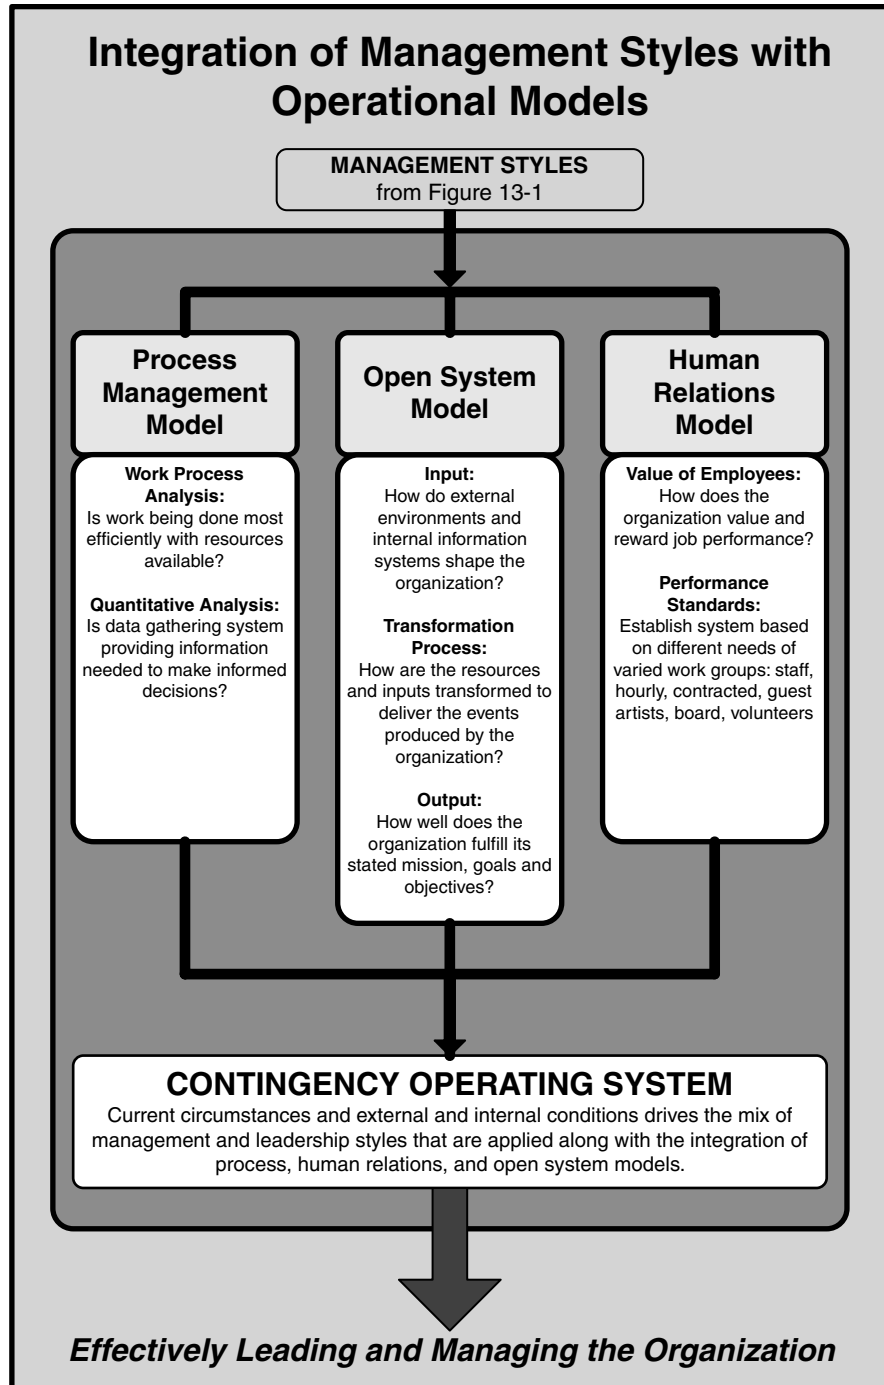 Integration of Management Styles with
Operational Models
MANAGEMENT STYLES
from Figure 13-1
Process
Management
Model
Work Process
Analysis:
Is work being done most
efficiently with resources
available?
Quantitative Analysis:
Is data gathering system
providing information
needed to make informed
decisions?
Open System
Model
Input:
How do external
environments and
internal information
systems shape the
organization?
Transformation
Process:
How are the resources
and inputs transformed to
deliver the events
produced by the
organization?
Output:
How well does the
organization fulfill its
stated mission, goals and
objectives?
Human
Relations
Model
Value of Employees:
How does the
organization value and
reward job performance?
Performance
Standards:
Establish system based
on different needs of
varied work groups: staff,
hourly, contracted, guest
artists, board, volunteers
CONTINGENCY OPERATING SYSTEM
Current circumstances and external and internal conditions drives the mix of
management and leadership styles that are applied along with the integration of
process, human relations, and open system models.
Effectively Leading and Managing the Organization